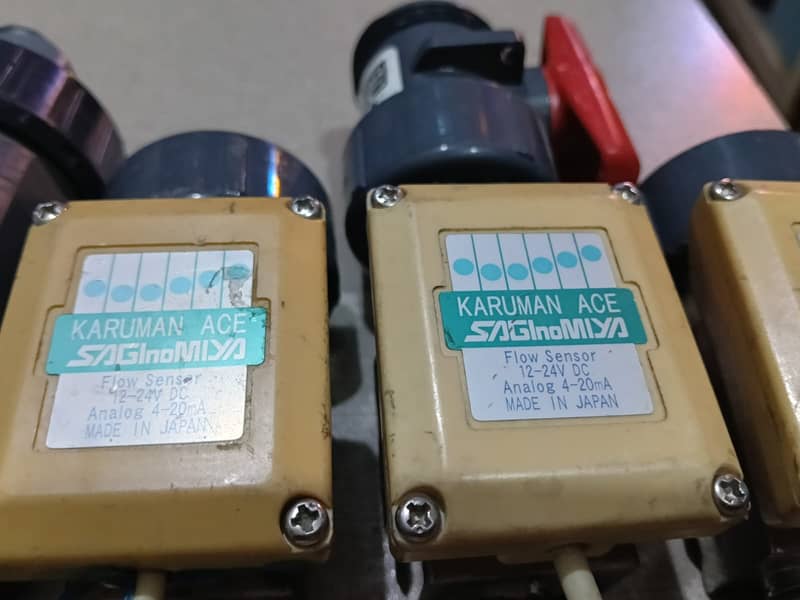 KARUMAN ACE
SAGInoMIYA
Flow Sensor
12-24V DC
Analog 4-20mA
MADE IN JAPAN
KARUMAN ACE
SAGInoMIYA
Flow Sensor
12-24V DC
Analog 4-20mA
MADE IN JAPAN